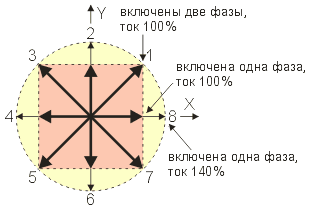 включены две фазы,
ток 100%
Y
2
3
1
включена одна фаза,
ток 100%
X
4
8
включена одна фаза,
ток 140%
5
7
6